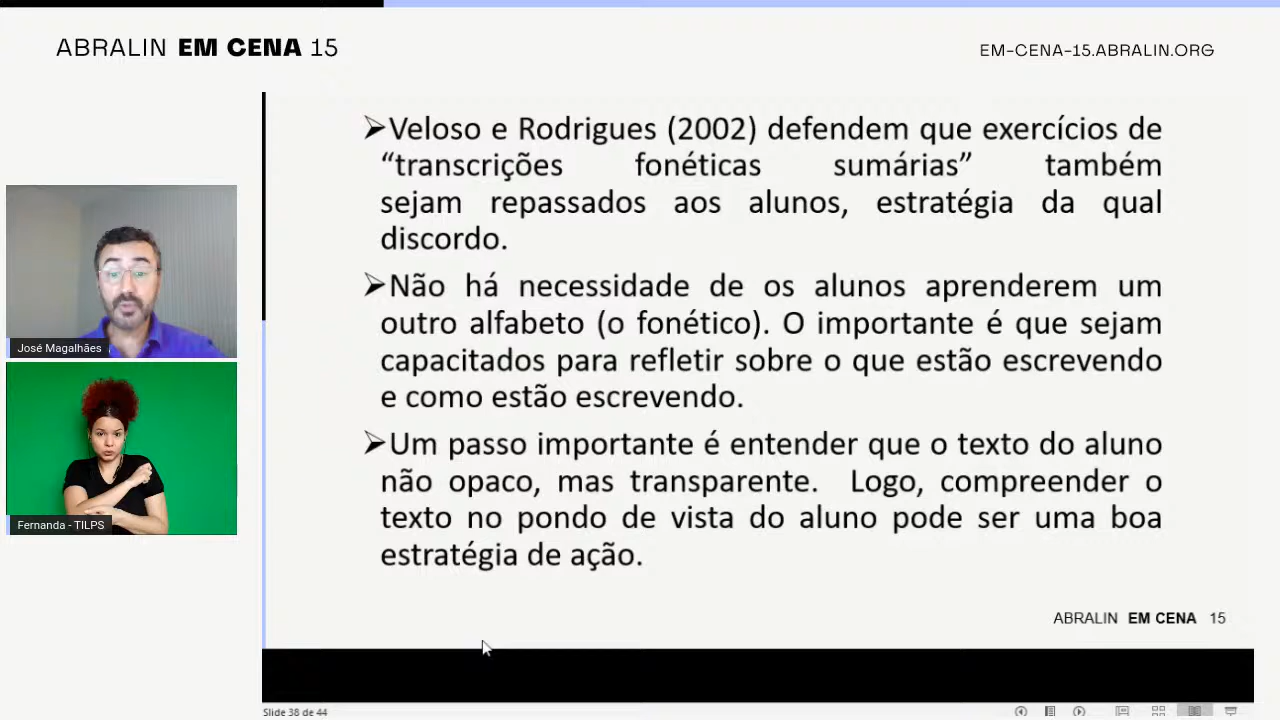 ABRALIN EM CENA 15
EM-CENA-15.ABRALIN.ORG
➢Veloso e Rodrigues (2002) defendem que exercícios de
“transcrições fonéticas sumárias” também
sejam repassados aos alunos, estratégia da qual
discordo.
➢Não há necessidade de os alunos aprenderem um
outro alfabeto (o fonético). O importante é que sejam
capacitados para refletir sobre o que estão escrevendo
e como estão escrevendo.
➢Um passo importante é entender que o texto do aluno
não opaco, mas transparente. Logo, compreender o
texto no pondo de vista do aluno pode ser uma boa
estratégia de ação.
José Magalhães
Fernanda - TILPS
ABRALIN EM CENA 15
Slide 38 de 44